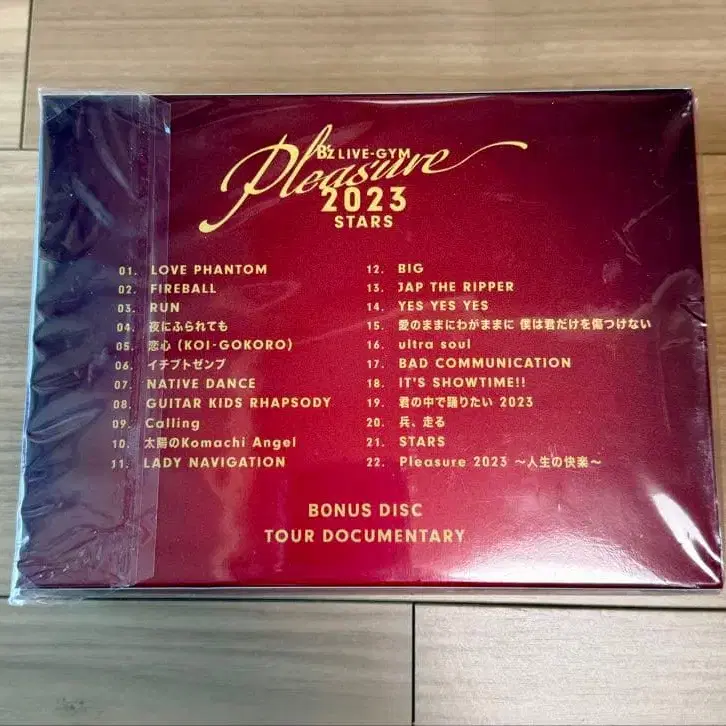 B'z LIVE-GYM
Pleasure
2023
STARS
01. LOVE PHANTOM
02. FIREBALL
03. RUN
04. 夜にふられても
05. 恋心 (KOI-GOKORO)
06. イチブトゼンブ
07. NATIVE DANCE
08. GUITAR KIDS RHAPSODY
09. Calling
10. 太陽のKomachi Angel
11. LADY NAVIGATION
12. BIG
13. JAP THE RIPPER
14. YES YES YES
15. 愛のままにわがままに 僕は君だけを傷つけない
16. ultra soul
17. BAD COMMUNICATION
18. IT'S SHOWTIME!!
19. 君の中で踊りたい 2023
20. 兵、走る
21. STARS
22. Pleasure 2023 ～人生の快楽～
BONUS DISC
TOUR DOCUMENTARY